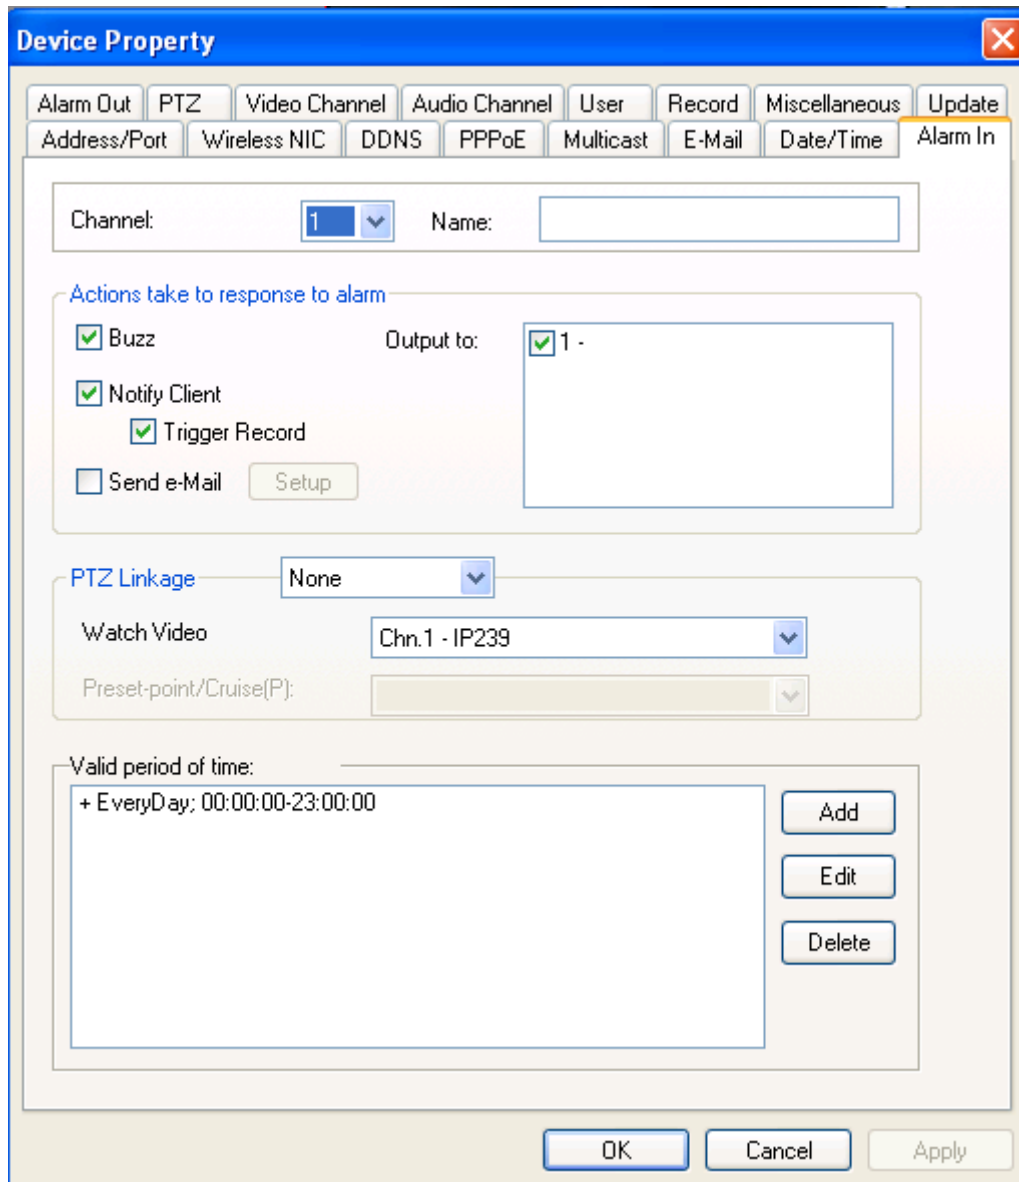 Device Property
Alarm Out PTZ Video Channel Audio Channel User Record Miscellaneous Update
Address/Port Wireless NIC DDNS PPPoE Multicast E-Mail Date/Time Alarm In
Channel: 1 Name:
Actions take to response to alarm
Buzz Output to: 1 -
Notify Client
Trigger Record
Send e-Mail Setup
PTZ Linkage None
Watch Video Chn.1 - IP239
Preset-point/Cruise(P):
Valid period of time:
+ EveryDay; 00:00:00-23:00:00
Add
Edit
Delete
OK Cancel Apply